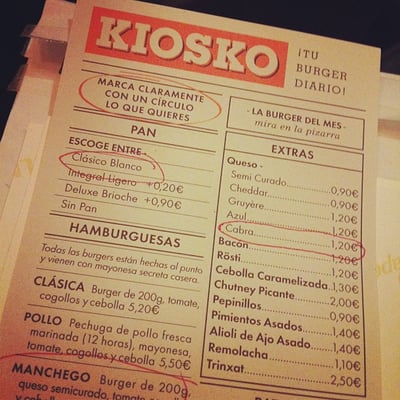 KIOSKO
¡TU
BURGER
DIARIO!
MARCA CLARAMENTE
CON UN CÍRCULO
LO QUE QUIERES
PAN
ESCOGE ENTRE -
Clásico Blanco
Integral Ligero +0,20€
Deluxe Brioche +0,90€
Sin Pan
HAMBURGUESAS
Todas las burgers están hechas al punto
y vienen con mayonesa secreta casera.
CLÁSICA Burger de 200g, tomate,
cogollos y cebolla 5,20€
POLLO Pechuga de pollo fresca
marinada (12 horas), mayonesa,
tomate, cogollos y cebolla 5,50€
MANCHEGO Burger de 200g,
queso semicurado, tomate
y cebolla
- LA BURGER DEL MES -
mira en la pizarra
EXTRAS
Queso -
Semi Curado 0,90€
Cheddar 0,90€
Gruyère 1,20€
Azul 1,20€
Cabra 1,20€
Bacón 1,20€
Rösti 1,20€
Cebolla Caramelizada 1,30€
Chutney Picante 2,00€
Pepinillos 0,90€
Pimientos Asados 1,40€
Alioli de Ajo Asado 1,40€
Remolacha 1,10€
Trinxat 2,50€